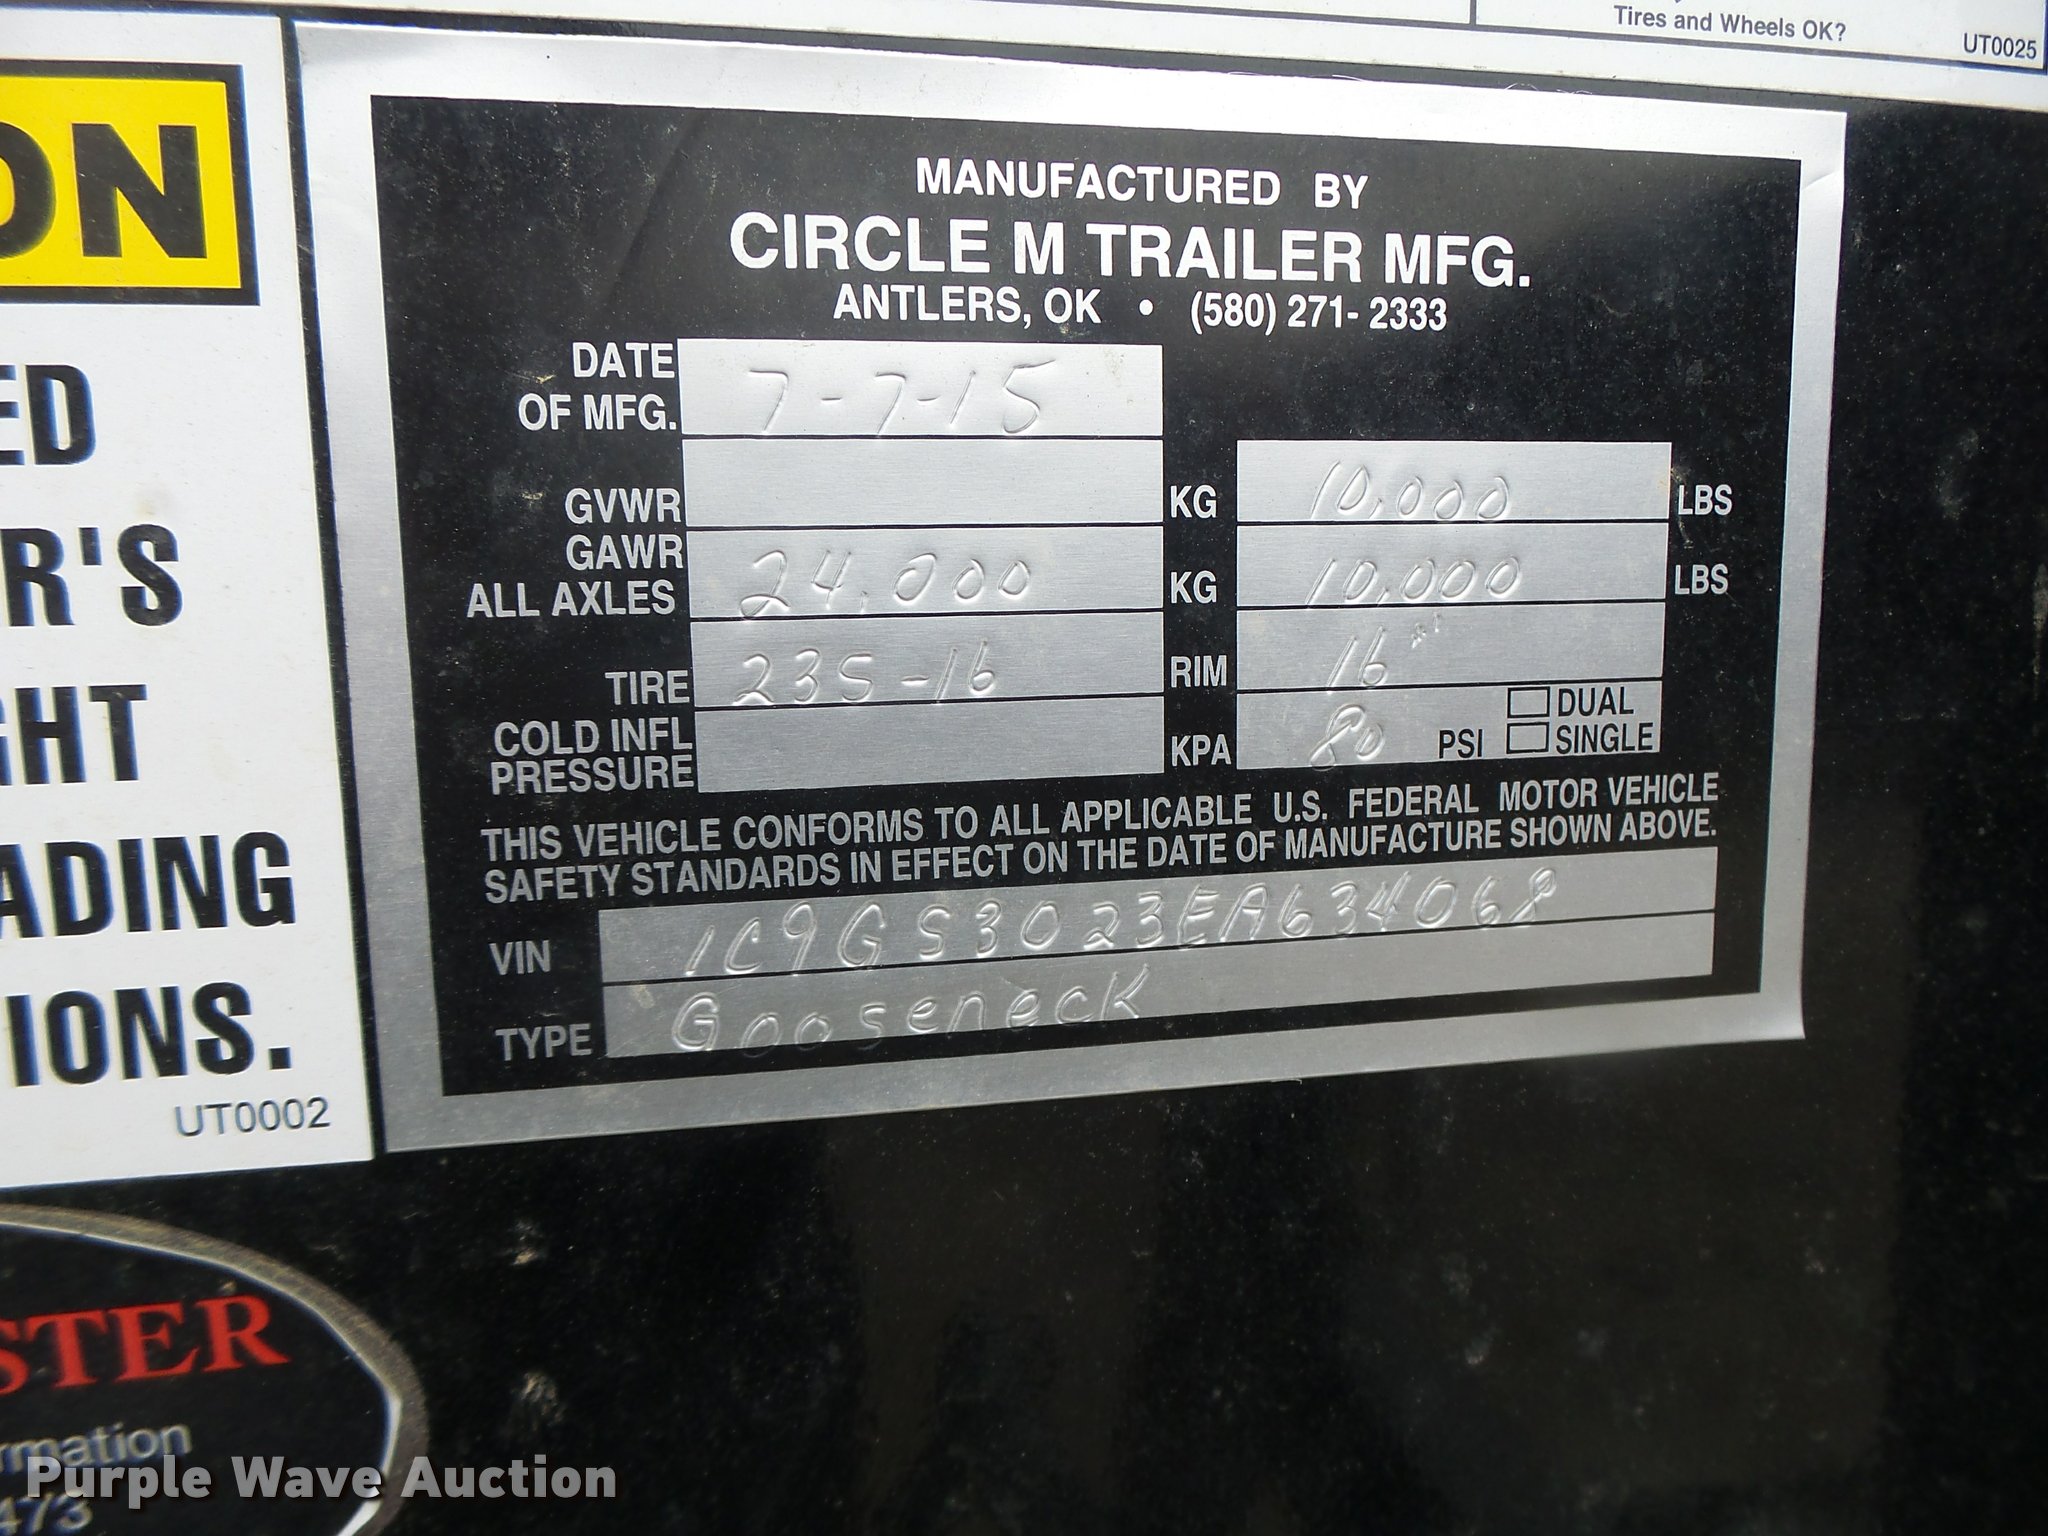 Tires and Wheels OK?
UT0025
ON
ED
R'S
GHT
ADING
IONS.
UT0002
MANUFACTURED BY
CIRCLE M TRAILER MFG.
ANTLERS, OK • (580) 271-2333
DATE OF MFG. 7-7-15
GVWR KG 10,000 LBS
GAWR ALL AXLES 24,000 KG 10,000 LBS
TIRE 235-16 RIM 16"
COLD INFL PRESSURE KPA 80 PSI DUAL SINGLE
THIS VEHICLE CONFORMS TO ALL APPLICABLE U.S. FEDERAL MOTOR VEHICLE
SAFETY STANDARDS IN EFFECT ON THE DATE OF MANUFACTURE SHOWN ABOVE.
VIN 1C9GS3023EA634068
TYPE Gooseneck
STER
rmation
473
Purple Wave Auction